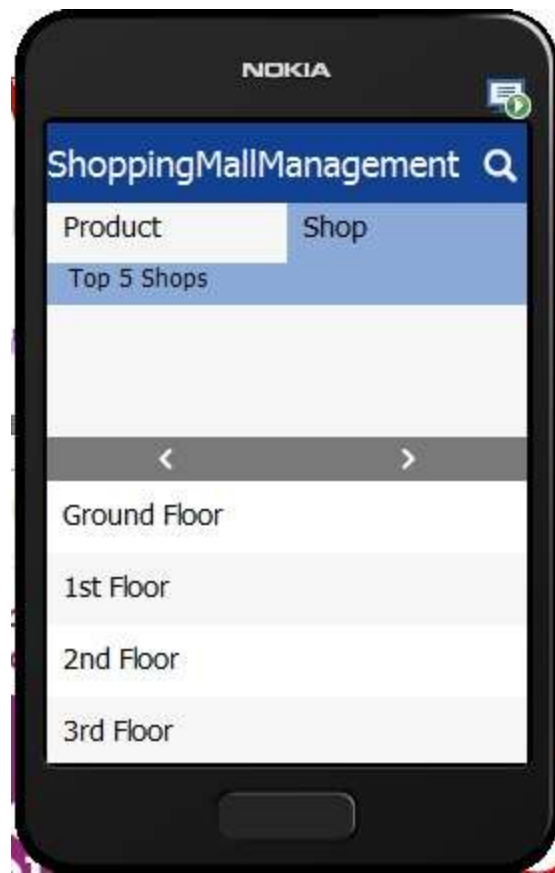 NOKIA
ShoppingMallManagement
Product Shop
Top 5 Shops
Ground Floor
1st Floor
2nd Floor
3rd Floor